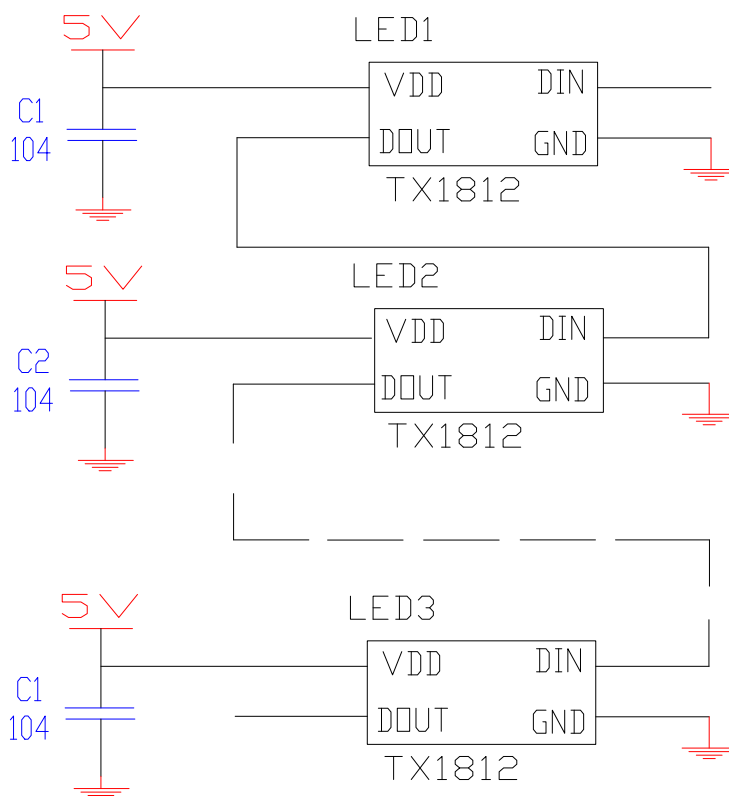 5V
LED1
VDD
DIN
C1
104
DOUT
GND
TX1812
5V
LED2
VDD
DIN
C2
104
DOUT
GND
TX1812
5V
LED3
VDD
DIN
C1
104
DOUT
GND
TX1812